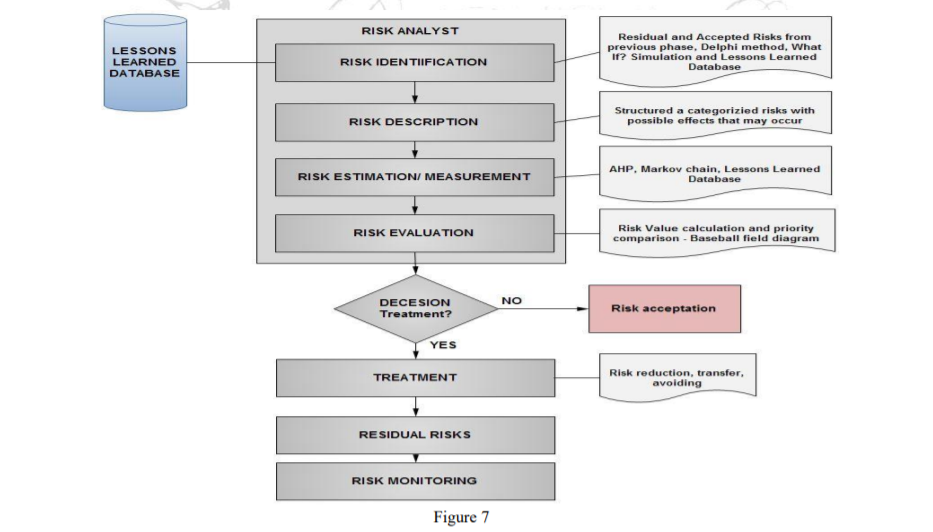 LESSONS
LEARNED
DATABASE
RISK ANALYST
RISK IDENTIIFICATION
Residual and Accepted Risks from
previous phase, Delphi method, What
If? Simulation and Lessons Learned
Database
RISK DESCRIPTION
Structured a categorizied risks with
possible effects that may occur
RISK ESTIMATION/ MEASUREMENT
AHP, Markov chain, Lessons Learned
Database
RISK EVALUATION
Risk Value calculation and priority
comparison - Baseball field diagram
DECESION
Treatment?
NO
Risk acceptation
YES
TREATMENT
Risk reduction, transfer,
avoiding
RESIDUAL RISKS
RISK MONITORING
Figure 7